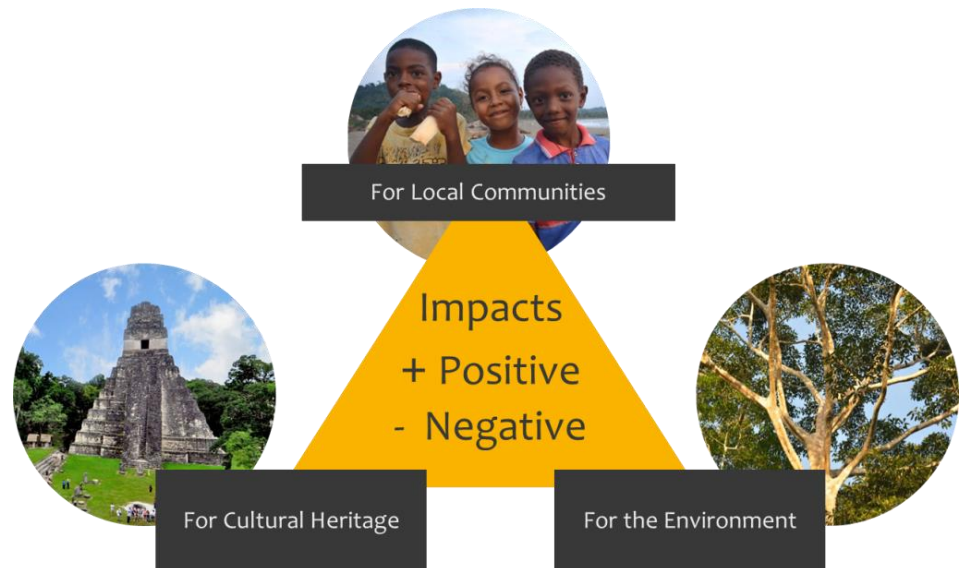 For Local Communities
Impacts
+ Positive
- Negative
For Cultural Heritage
For the Environment